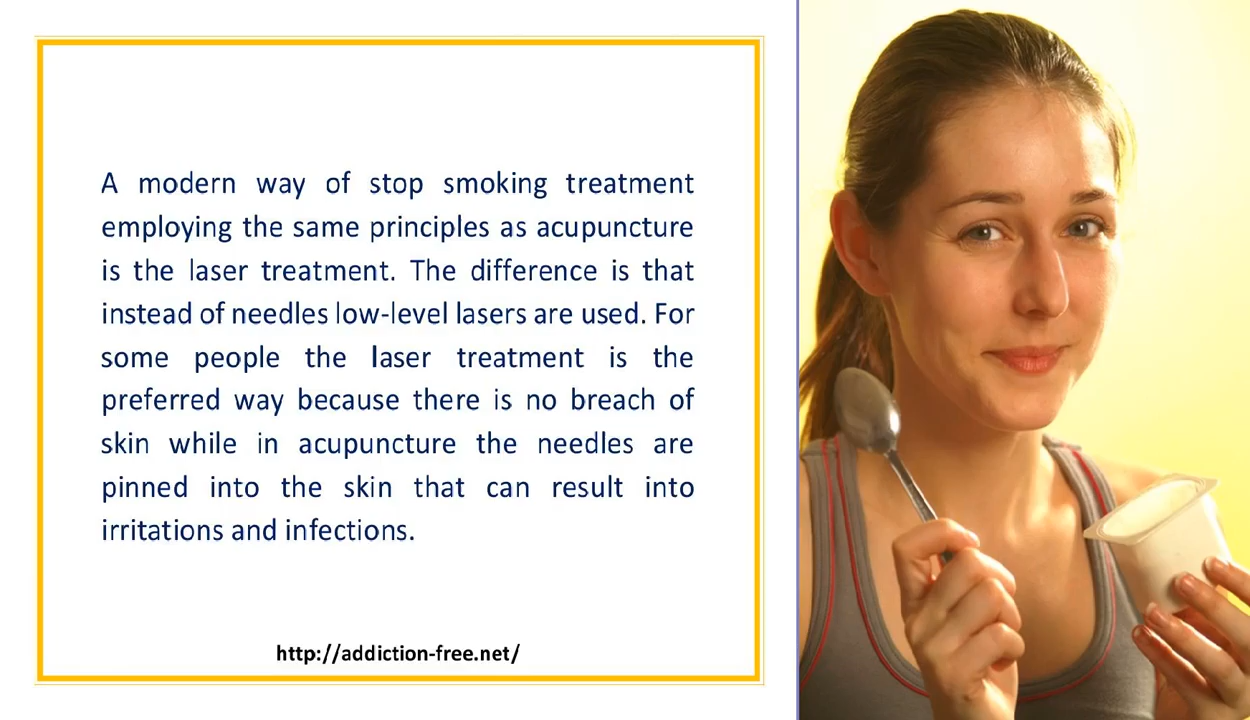 A modern way of stop smoking treatment
employing the same principles as acupuncture
is the laser treatment. The difference is that
instead of needles low-level lasers are used. For
some people the laser treatment is the
preferred way because there is no breach of
skin while in acupuncture the needles are
pinned into the skin that can result into
irritations and infections.
http://addiction-free.net/